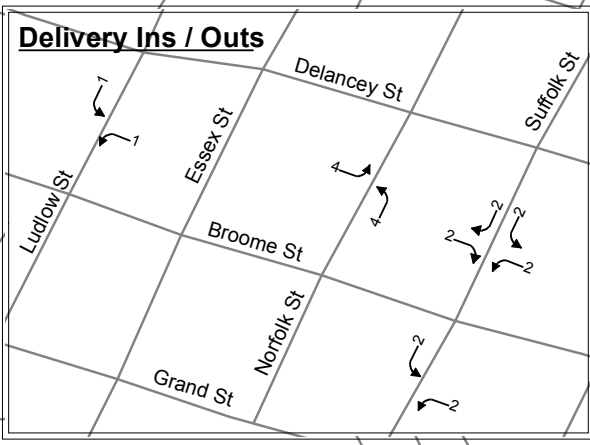 Delivery Ins / Outs
Delancey St
Suffolk St
Essex St
Ludlow St
Broome St
Norfolk St
Grand St
1
1
4
4
2
2
2
2
2
2